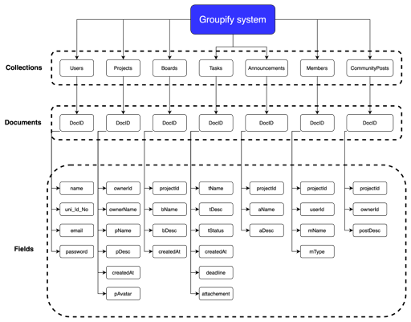 Groupify system
Collections
Users Projects Boards Tasks Announcements Members CommunityPosts
Documents
DocID DocID DocID DocID DocID DocID DocID
name ownerId projectId tName projectId projectId projectId
uni_Id_No ownerName bName tDesc aName userId ownerId
email pName bDesc tStatus aDesc mName postDesc
Fields
password pDesc createdAt createdAt mType
createdAt deadline
pAvatar attachement